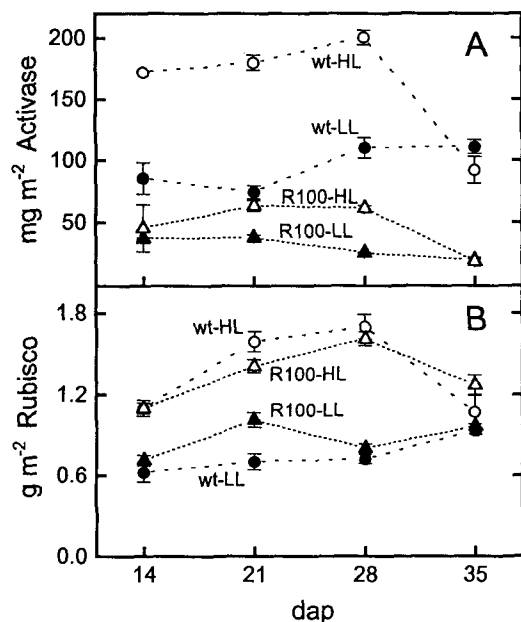 A
mg m⁻² Activase
200
150
100
50
wt-HL
wt-LL
R100-HL
R100-LL
B
g m⁻² Rubisco
1.8
1.2
0.6
0.0
wt-HL
R100-HL
R100-LL
wt-LL
14 21 28 35
dap